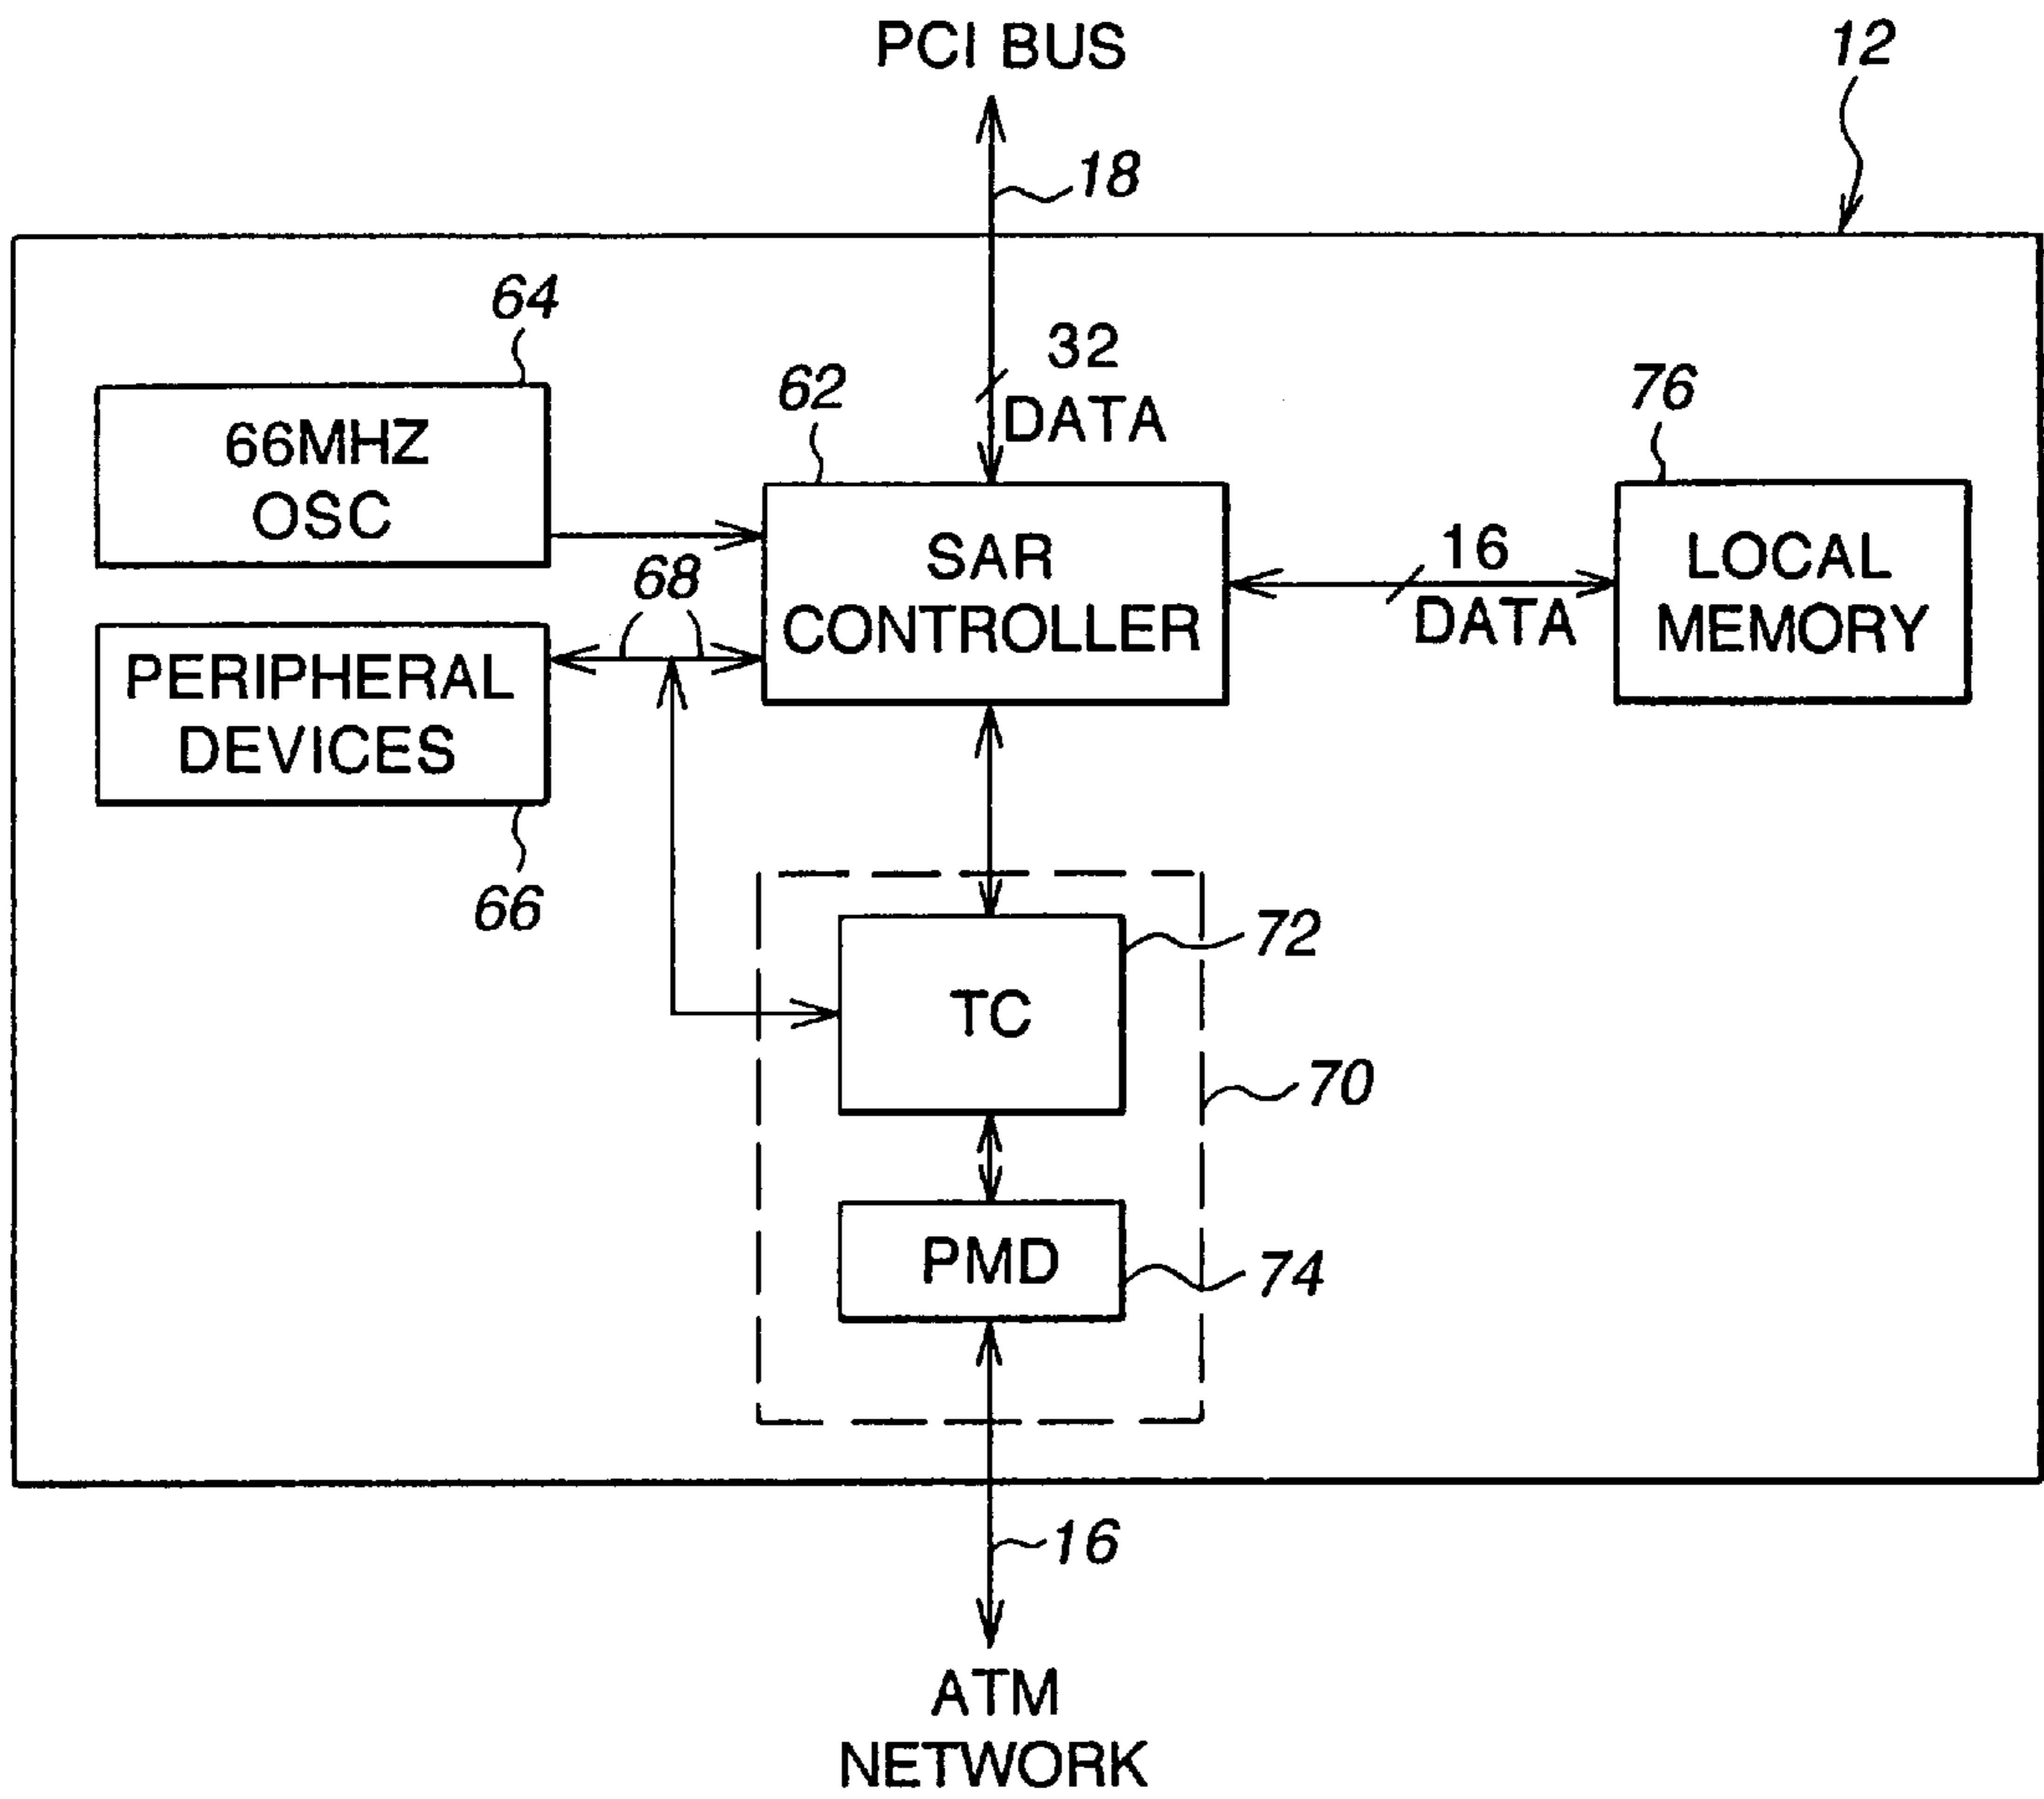 PCI BUS
12
18
64
32
DATA
62
76
66MHZ
OSC
68
SAR
CONTROLLER
16
DATA
LOCAL
MEMORY
PERIPHERAL
DEVICES
66
72
TC
70
PMD
74
16
ATM
NETWORK